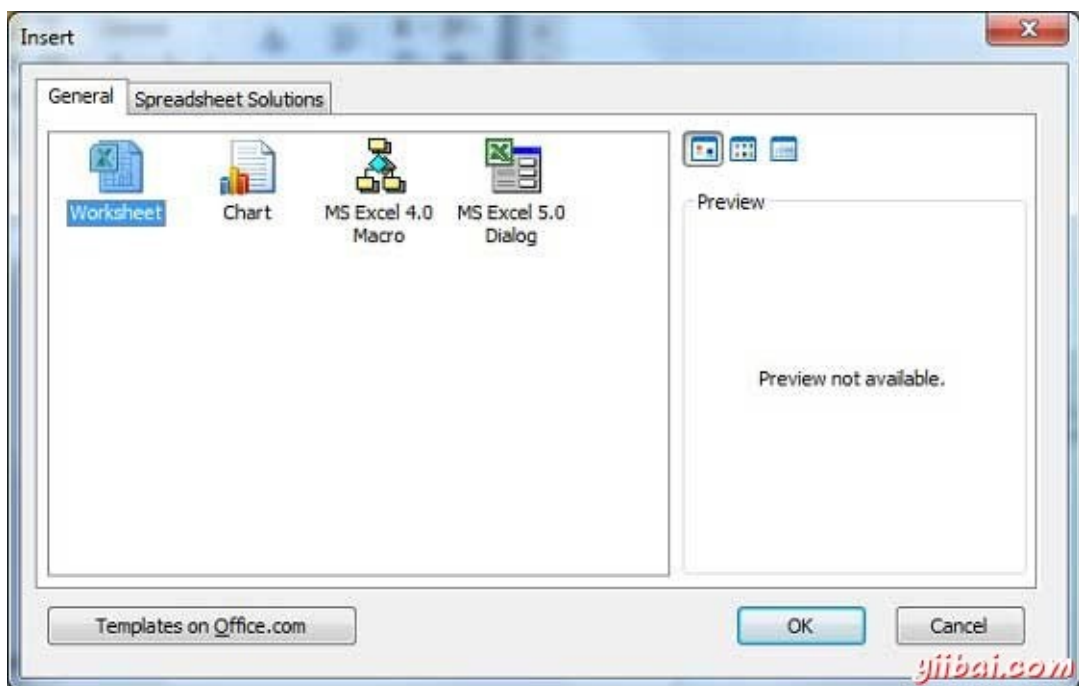 Insert
General
Spreadsheet Solutions
Worksheet
Chart
MS Excel 4.0
Macro
MS Excel 5.0
Dialog
Preview
Preview not available.
Templates on Office.com
OK
Cancel
yiibai.com